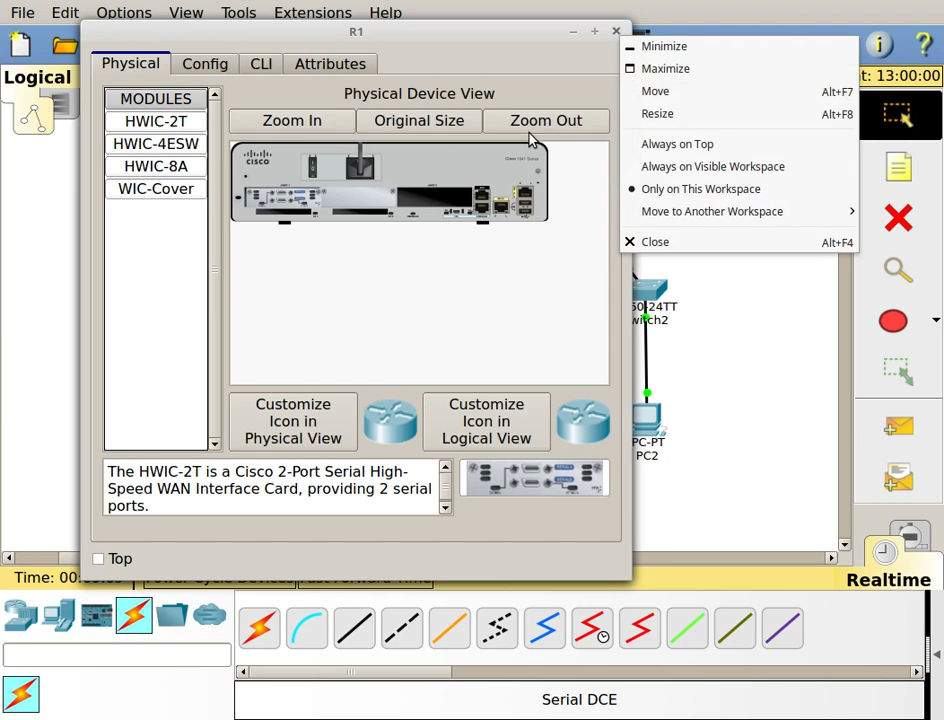 File Edit Options View Tools Extensions Help
R1
Minimize
Maximize
Move Alt+F7
Resize Alt+F8
Always on Top
Always on Visible Workspace
Only on This Workspace
Move to Another Workspace
Close Alt+F4
Logical
t: 13:00:00
Physical Config CLI Attributes
MODULES
HWIC-2T
HWIC-4ESW
HWIC-8A
WIC-Cover
Physical Device View
Zoom In Original Size Zoom Out
CISCO
Customize
Icon in
Physical View
Customize
Icon in
Logical View
The HWIC-2T is a Cisco 2-Port Serial High-
Speed WAN Interface Card, providing 2 serial
ports.
Top
50-24TT
witch2
PC-PT
PC2
Realtime
Serial DCE